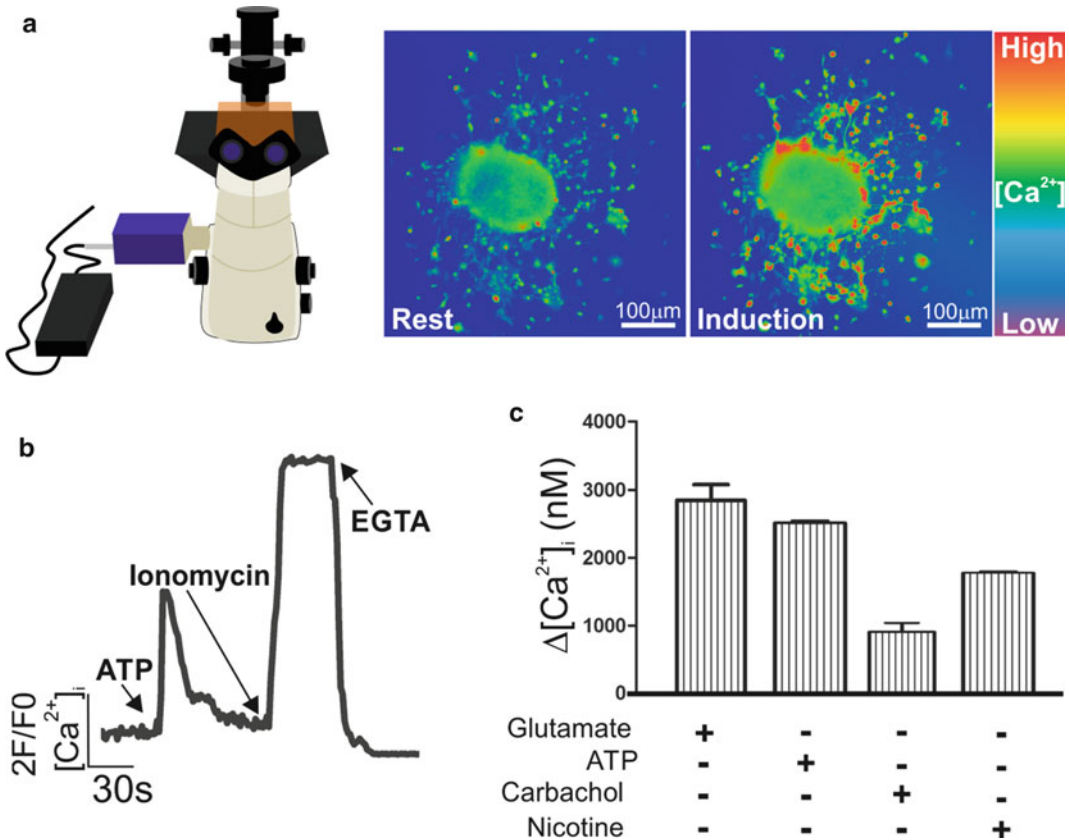 a
High
[Ca²⁺]
Low
Rest
100μm
Induction
100μm
b
ATP
Ionomycin
EGTA
2F/F0
[Ca²⁺]i
30s
c
Δ[Ca²⁺]i (nM)
4000
3000
2000
1000
0
Glutamate + - - -
ATP - + - -
Carbachol - - + -
Nicotine - - - +